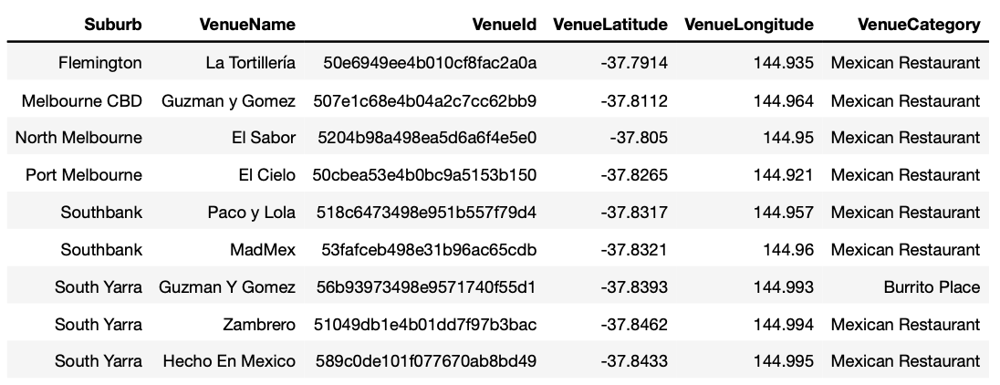 Suburb VenueName VenueId VenueLatitude VenueLongitude VenueCategory
Flemington La Tortillería 50e6949ee4b010cf8fac2a0a -37.7914 144.935 Mexican Restaurant
Melbourne CBD Guzman y Gomez 507e1c68e4b04a2c7cc62bb9 -37.8112 144.964 Mexican Restaurant
North Melbourne El Sabor 5204b98a498ea5d6a6f4e5e0 -37.805 144.95 Mexican Restaurant
Port Melbourne El Cielo 50cbea53e4b0bc9a5153b150 -37.8265 144.921 Mexican Restaurant
Southbank Paco y Lola 518c6473498e951b557f79d4 -37.8317 144.957 Mexican Restaurant
Southbank MadMex 53fafceb498e31b96ac65cdb -37.8321 144.96 Mexican Restaurant
South Yarra Guzman Y Gomez 56b93973498e9571740f55d1 -37.8393 144.993 Burrito Place
South Yarra Zambrero 51049db1e4b01dd7f97b3bac -37.8462 144.994 Mexican Restaurant
South Yarra Hecho En Mexico 589c0de101f077670ab8bd49 -37.8433 144.995 Mexican Restaurant